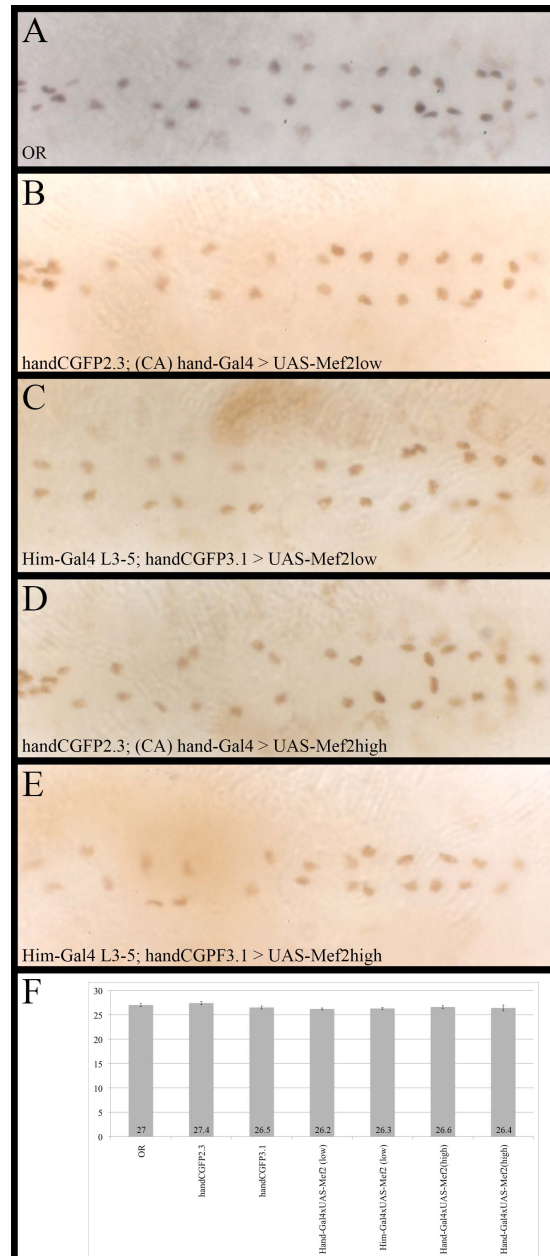 A
OR
B
handCGFP2.3; (CA) hand-Gal4 > UAS-Mef2low
C
Him-Gal4 L3-5; handCGFP3.1 > UAS-Mef2low
D
handCGFP2.3; (CA) hand-Gal4 > UAS-Mef2high
E
Him-Gal4 L3-5; handCGPF3.1 > UAS-Mef2high
F
30
25
20
15
10
5
0
27
27.4
26.5
26.2
26.3
26.6
26.4
OR
handCGFP2.3
handCGFP3.1
Hand-Gal4xUAS-Mef2 (low)
Him-Gal4xUAS-Mef2 (low)
Hand-Gal4xUAS-Mef2(high)
Hand-Gal4xUAS-Mef2(high)